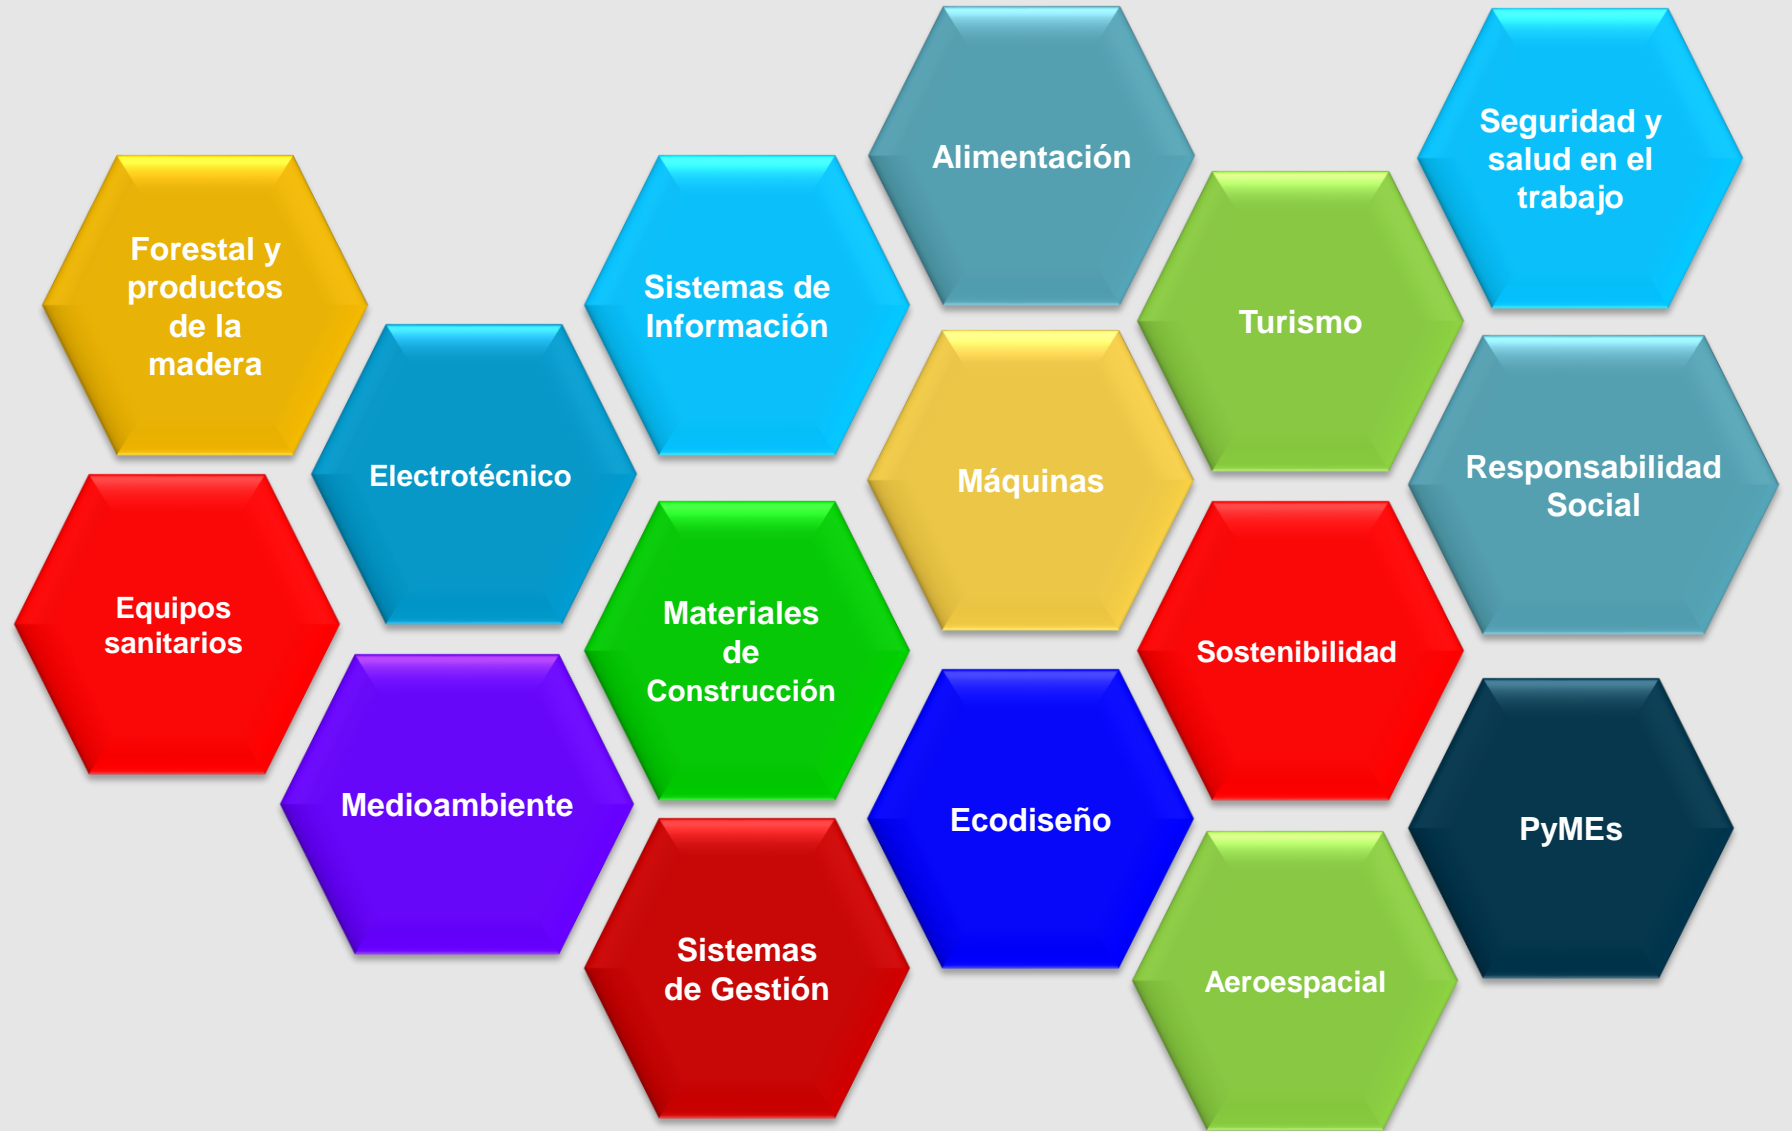 Forestal y
productos
de la
madera
Equipos
sanitarios
Electrotécnico
Medioambiente
Sistemas de
Información
Materiales
de
Construcción
Sistemas
de Gestión
Alimentación
Máquinas
Ecodiseño
Turismo
Sostenibilidad
Aeroespacial
Seguridad y
salud en el
trabajo
Responsabilidad
Social
PyMEs